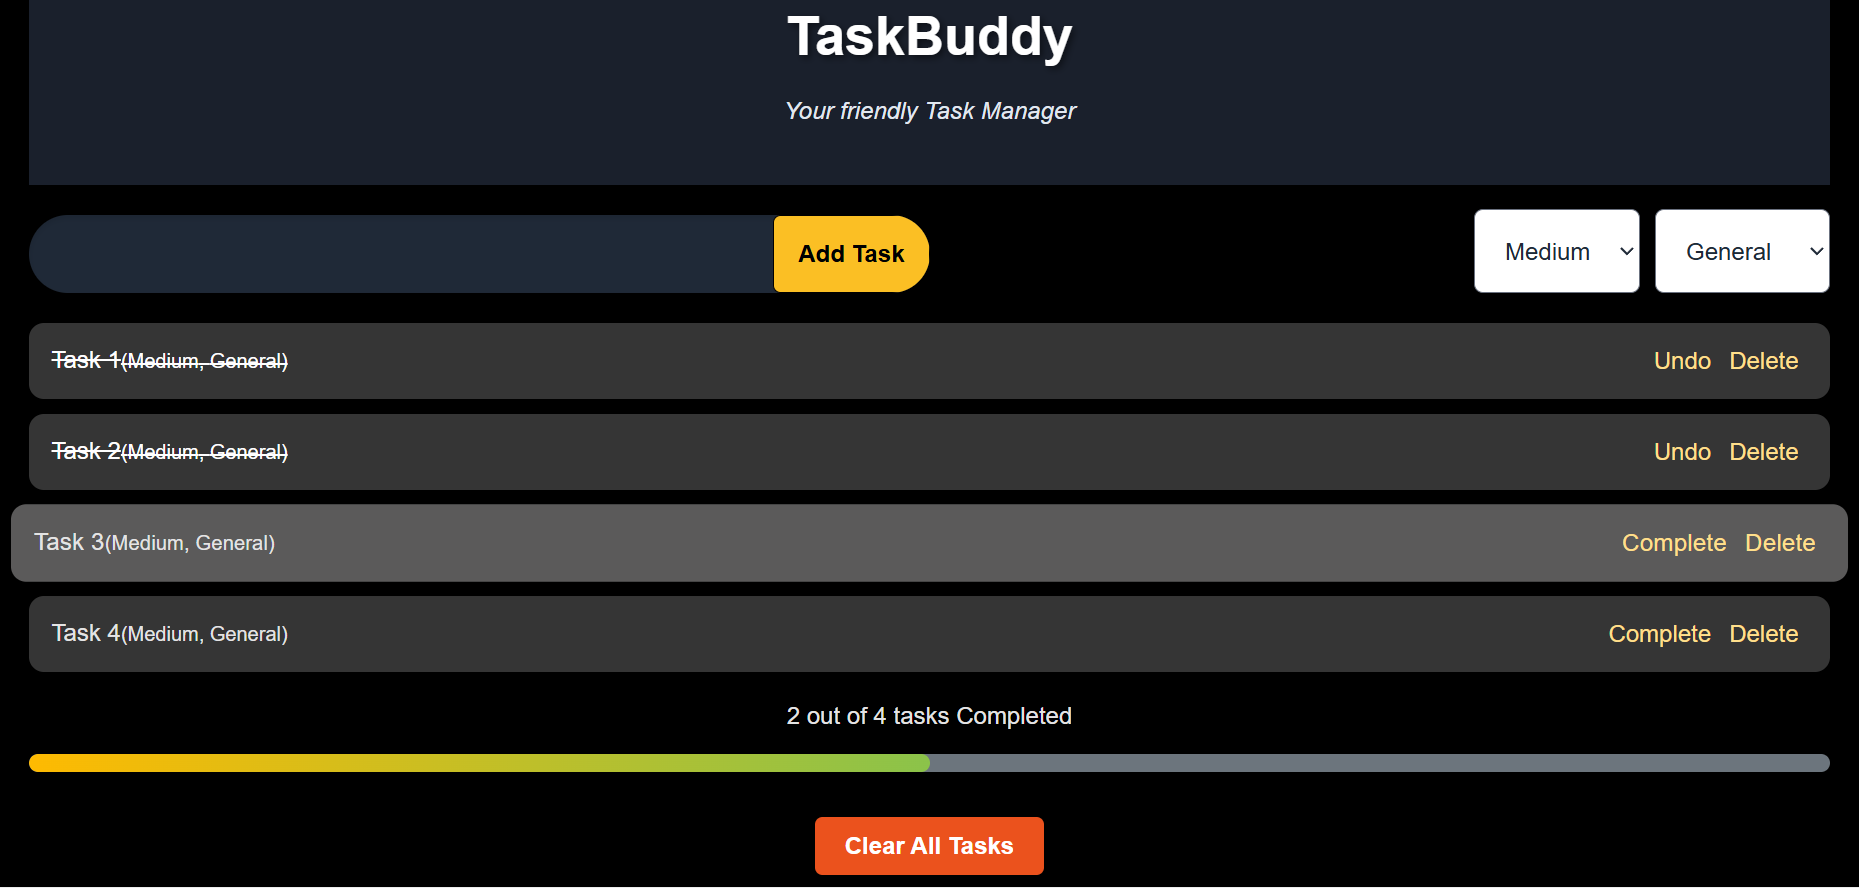 TaskBuddy
Your friendly Task Manager
Add Task Medium General
Task 1(Medium, General) Undo Delete
Task 2(Medium, General) Undo Delete
Task 3(Medium, General) Complete Delete
Task 4(Medium, General) Complete Delete
2 out of 4 tasks Completed
Clear All Tasks